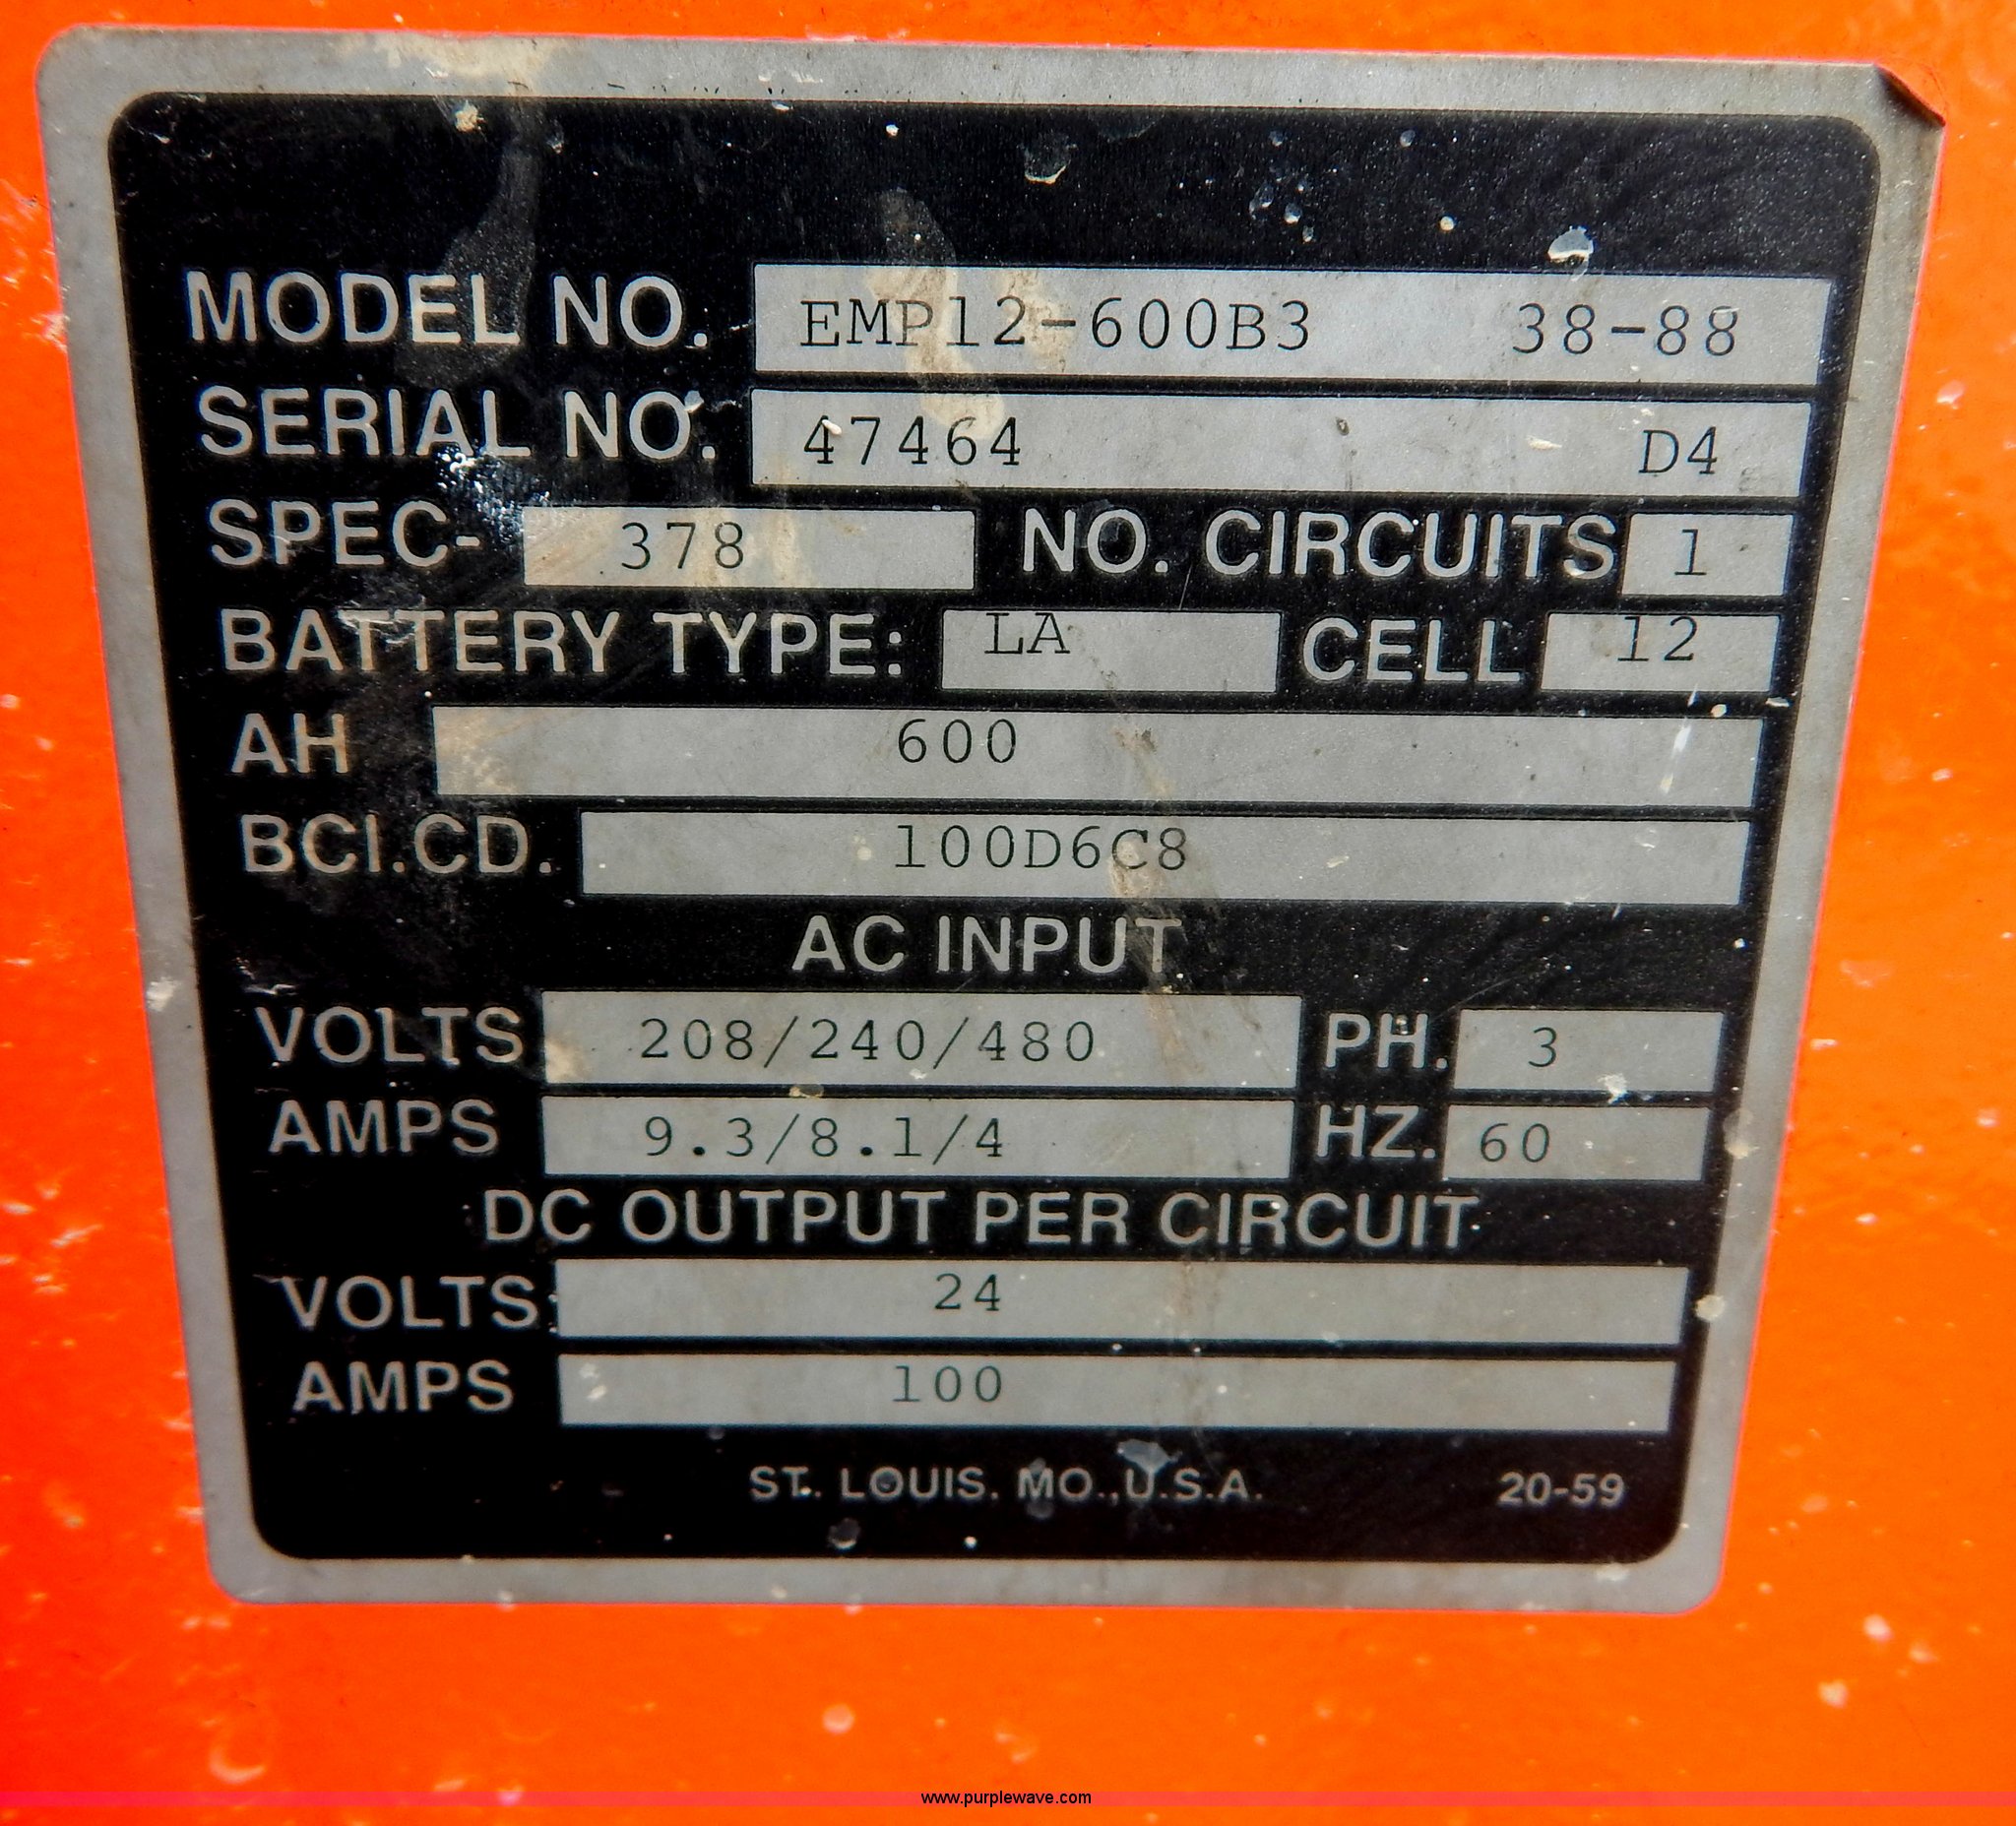 MODEL NO. EMP12-600B3 38-88
SERIAL NO. 47464 D4
SPEC- 378 NO. CIRCUITS 1
BATTERY TYPE: LA CELL 12
AH 600
BCI.CD. 100D6C8
AC INPUT
VOLTS 208/240/480 PH. 3
AMPS 9.3/8.1/4 HZ. 60
DC OUTPUT PER CIRCUIT
VOLTS 24
AMPS 100
ST. LOUIS, MO.,U.S.A. 20-59
www.purplewave.com